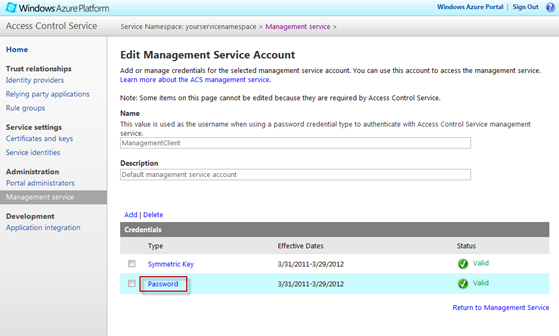 Windows Azure Platform
Windows Azure Portal | Sign Out
Access Control Service
Service Namespace: yourservicenamespace > Management service >
Home
Trust relationships
Identity providers
Relying party applications
Rule groups
Service settings
Certificates and keys
Service identities
Administration
Portal administrators
Management service
Development
Application integration
Edit Management Service Account
Add or manage credentials for the selected management service account. You can use this account to access the management service.
Learn more about the ACS management service.
Note: Some items on this page cannot be edited because they are required by Access Control Service.
Name
This value is used as the username when using a password credential type to authenticate with Access Control Service management
service.
ManagementClient
Description
Default management service account
Add | Delete
Credentials
Type Effective Dates Status
Symmetric Key 3/31/2011-3/29/2012 Valid
Password 3/31/2011-3/29/2012 Valid
Return to Management Service